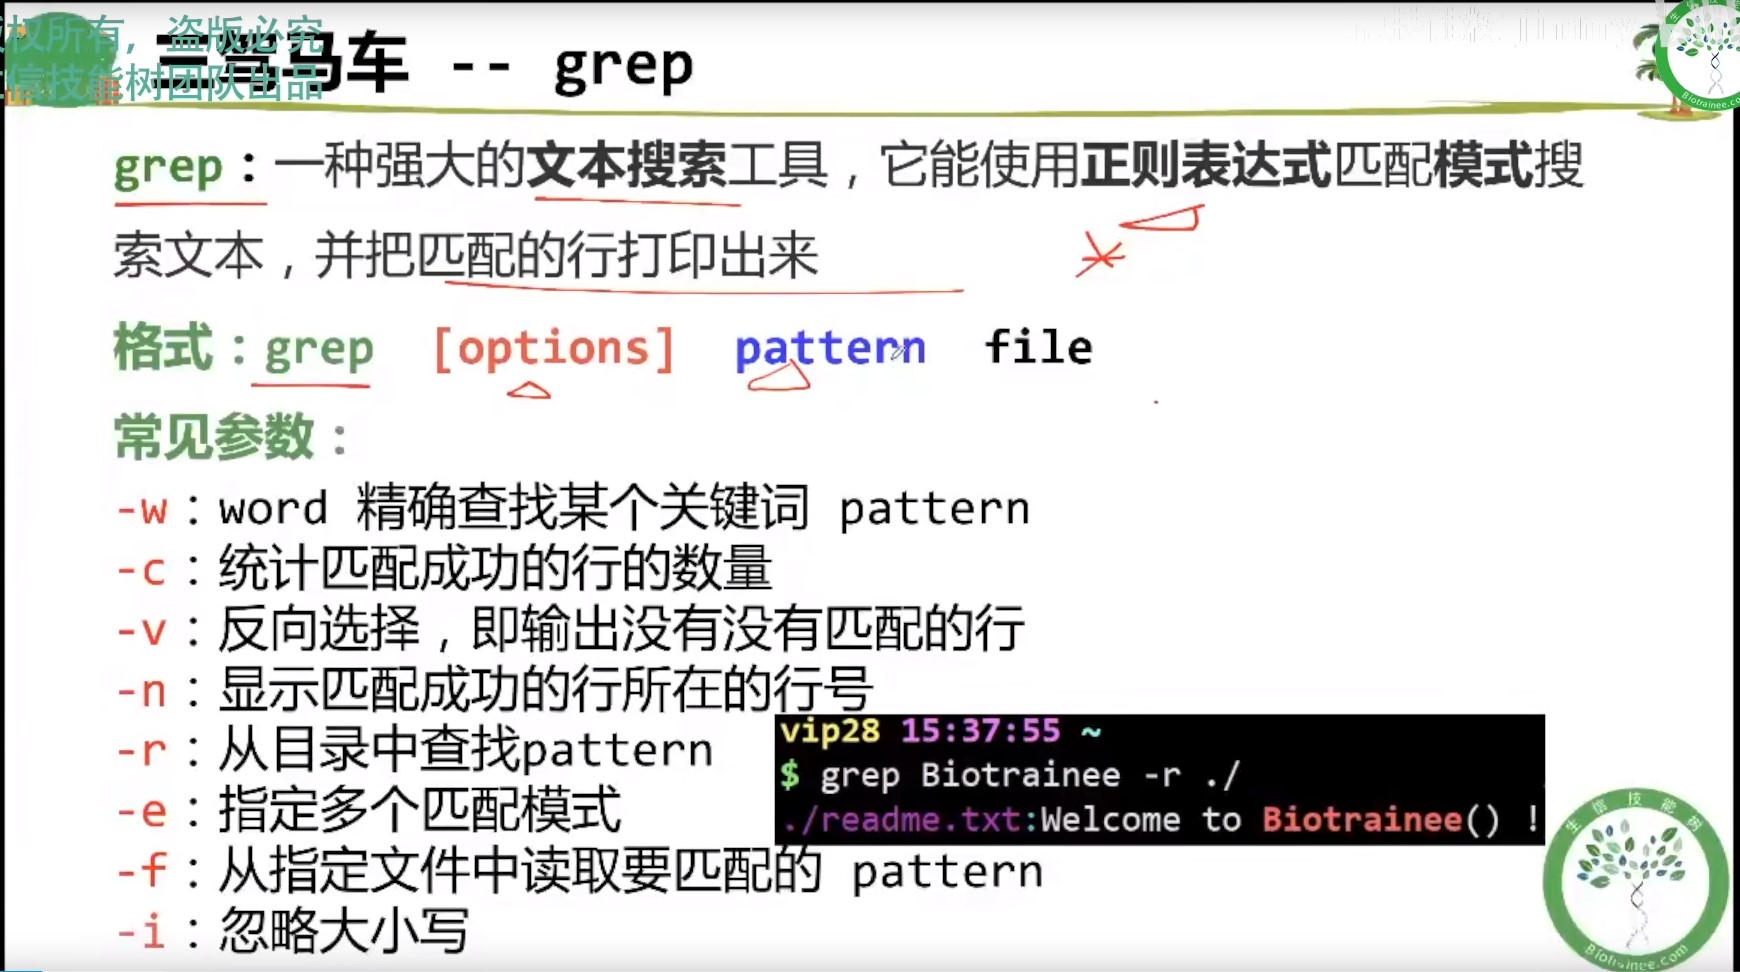 权所有，盗版必究
信技能树团队出品
三驾马车 -- grep
grep：一种强大的文本搜索工具，它能使用正则表达式匹配模式搜
索文本，并把匹配的行打印出来
格式：grep [options] pattern file
常见参数：
-w：word 精确查找某个关键词 pattern
-c：统计匹配成功的行的数量
-v：反向选择，即输出没有没有匹配的行
-n：显示匹配成功的行所在的行号
-r：从目录中查找pattern
-e：指定多个匹配模式
-f：从指定文件中读取要匹配的 pattern
-i：忽略大小写
vip28 15:37:55 ~
$ grep Biotrainee -r ./
./readme.txt:Welcome to Biotrainee() !
生信技能树
Biotrainee.com